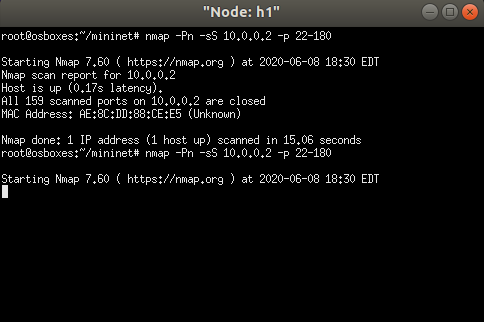 "Node: h1"
root@osboxes:~/mininet# nmap -Pn -sS 10.0.0.2 -p 22-180
Starting Nmap 7.60 ( https://nmap.org ) at 2020-06-08 18:30 EDT
Nmap scan report for 10.0.0.2
Host is up (0.17s latency).
All 159 scanned ports on 10.0.0.2 are closed
MAC Address: AE:8C:DD:88:CE:E5 (Unknown)
Nmap done: 1 IP address (1 host up) scanned in 15.06 seconds
root@osboxes:~/mininet# nmap -Pn -sS 10.0.0.2 -p 22-180
Starting Nmap 7.60 ( https://nmap.org ) at 2020-06-08 18:30 EDT